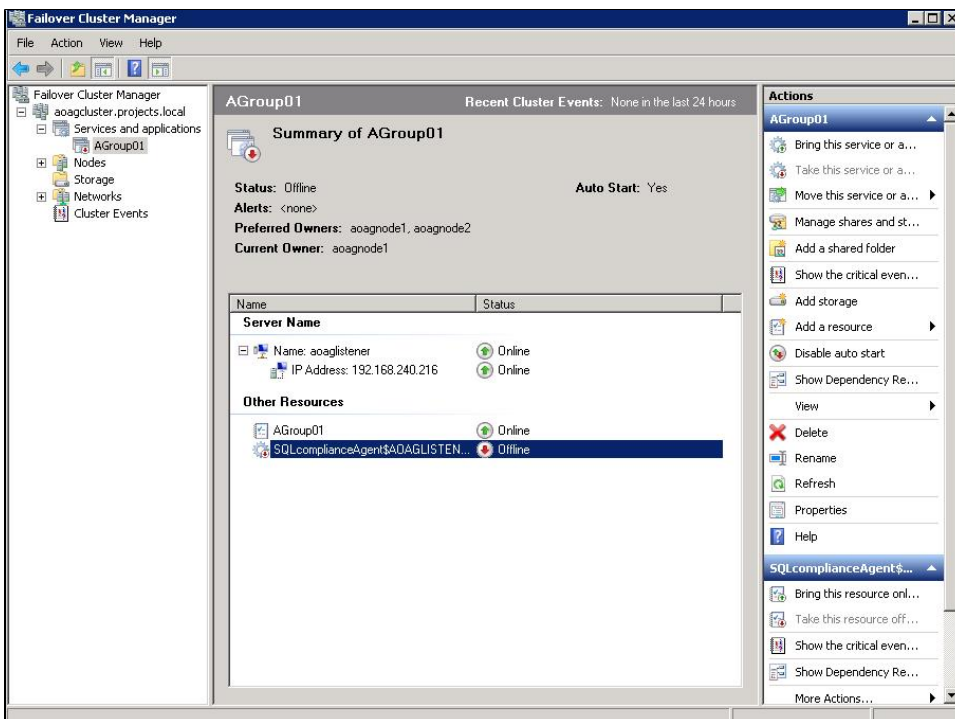 Failover Cluster Manager
File Action View Help
Failover Cluster Manager
aoagcluster.projects.local
Services and applications
AGroup01
Nodes
Storage
Networks
Cluster Events
AGroup01 Recent Cluster Events: None in the last 24 hours
Summary of AGroup01
Status: Offline Auto Start: Yes
Alerts: <none>
Preferred Owners: aoagnode1, aoagnode2
Current Owner: aoagnode1
Name Status
Server Name
Name: aoaglistener Online
IP Address: 192.168.240.216 Online
Other Resources
AGroup01 Online
SQLcomplianceAgent$AOAGLISTEN... Offline
Actions
AGroup01
Bring this service or a...
Take this service or a...
Move this service or a...
Manage shares and st...
Add a shared folder
Show the critical even...
Add storage
Add a resource
Disable auto start
Show Dependency Re...
View
Delete
Rename
Refresh
Properties
Help
SQLcomplianceAgent$...
Bring this resource onl...
Take this resource off...
Show the critical even...
Show Dependency Re...
More Actions...